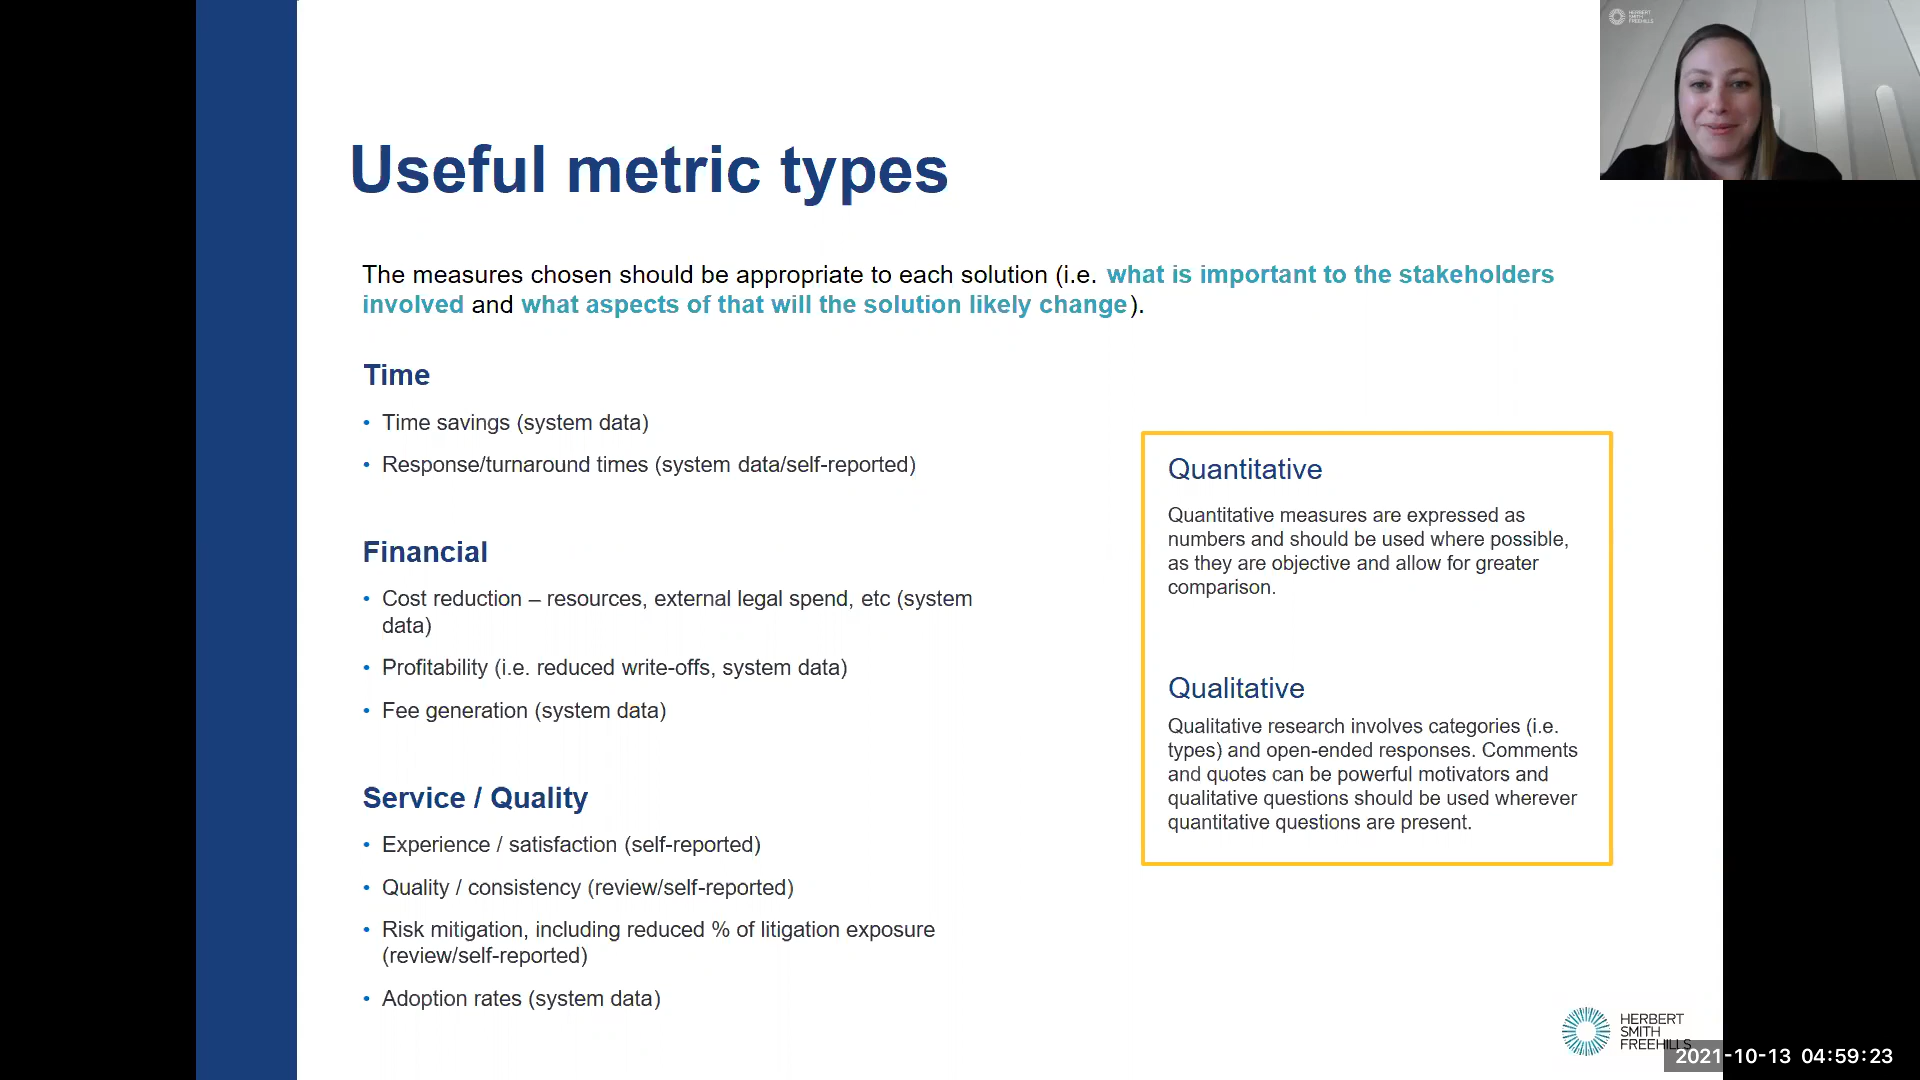 HERBERT
SMITH
FREEHILLS
Useful metric types
The measures chosen should be appropriate to each solution (i.e. what is important to the stakeholders
involved and what aspects of that will the solution likely change).
Time
• Time savings (system data)
• Response/turnaround times (system data/self-reported)
Financial
• Cost reduction – resources, external legal spend, etc (system
data)
• Profitability (i.e. reduced write-offs, system data)
• Fee generation (system data)
Service / Quality
• Experience / satisfaction (self-reported)
• Quality / consistency (review/self-reported)
• Risk mitigation, including reduced % of litigation exposure
(review/self-reported)
• Adoption rates (system data)
Quantitative
Quantitative measures are expressed as
numbers and should be used where possible,
as they are objective and allow for greater
comparison.
Qualitative
Qualitative research involves categories (i.e.
types) and open-ended responses. Comments
and quotes can be powerful motivators and
qualitative questions should be used wherever
quantitative questions are present.
HERBERT
SMITH
FREEHILLS
2021-10-13 04:59:23